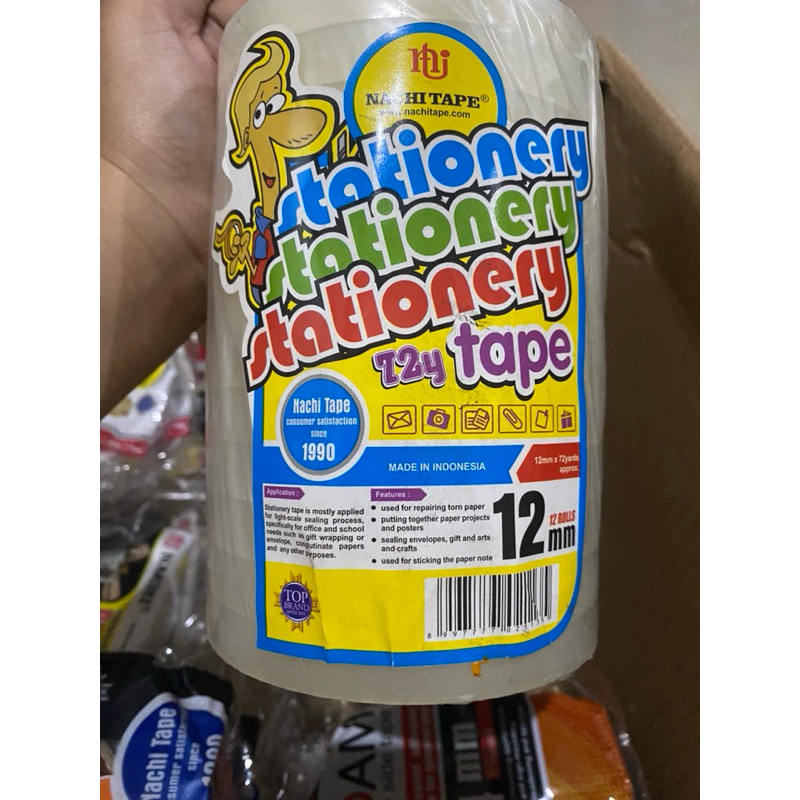 NACHI TAPE®
www.nachitape.com
stationery
stationery
stationery
72y tape
Nachi Tape
consumer satisfaction
since
1990
MADE IN INDONESIA
12mm x 72yards
approx.
Application :
Stationery tape is mostly applied
for light-scale sealing process,
specifically for office and school
needs such as gift wrapping or
envelope, conglutinate papers
and any other purposes.
Features :
• used for repairing torn paper
• putting together paper projects
and posters
• sealing envelopes, gift and arts
and crafts
• used for sticking the paper note
12 mm
12 ROLLS
TOP
BRAND
Nachi Tape
since
mm